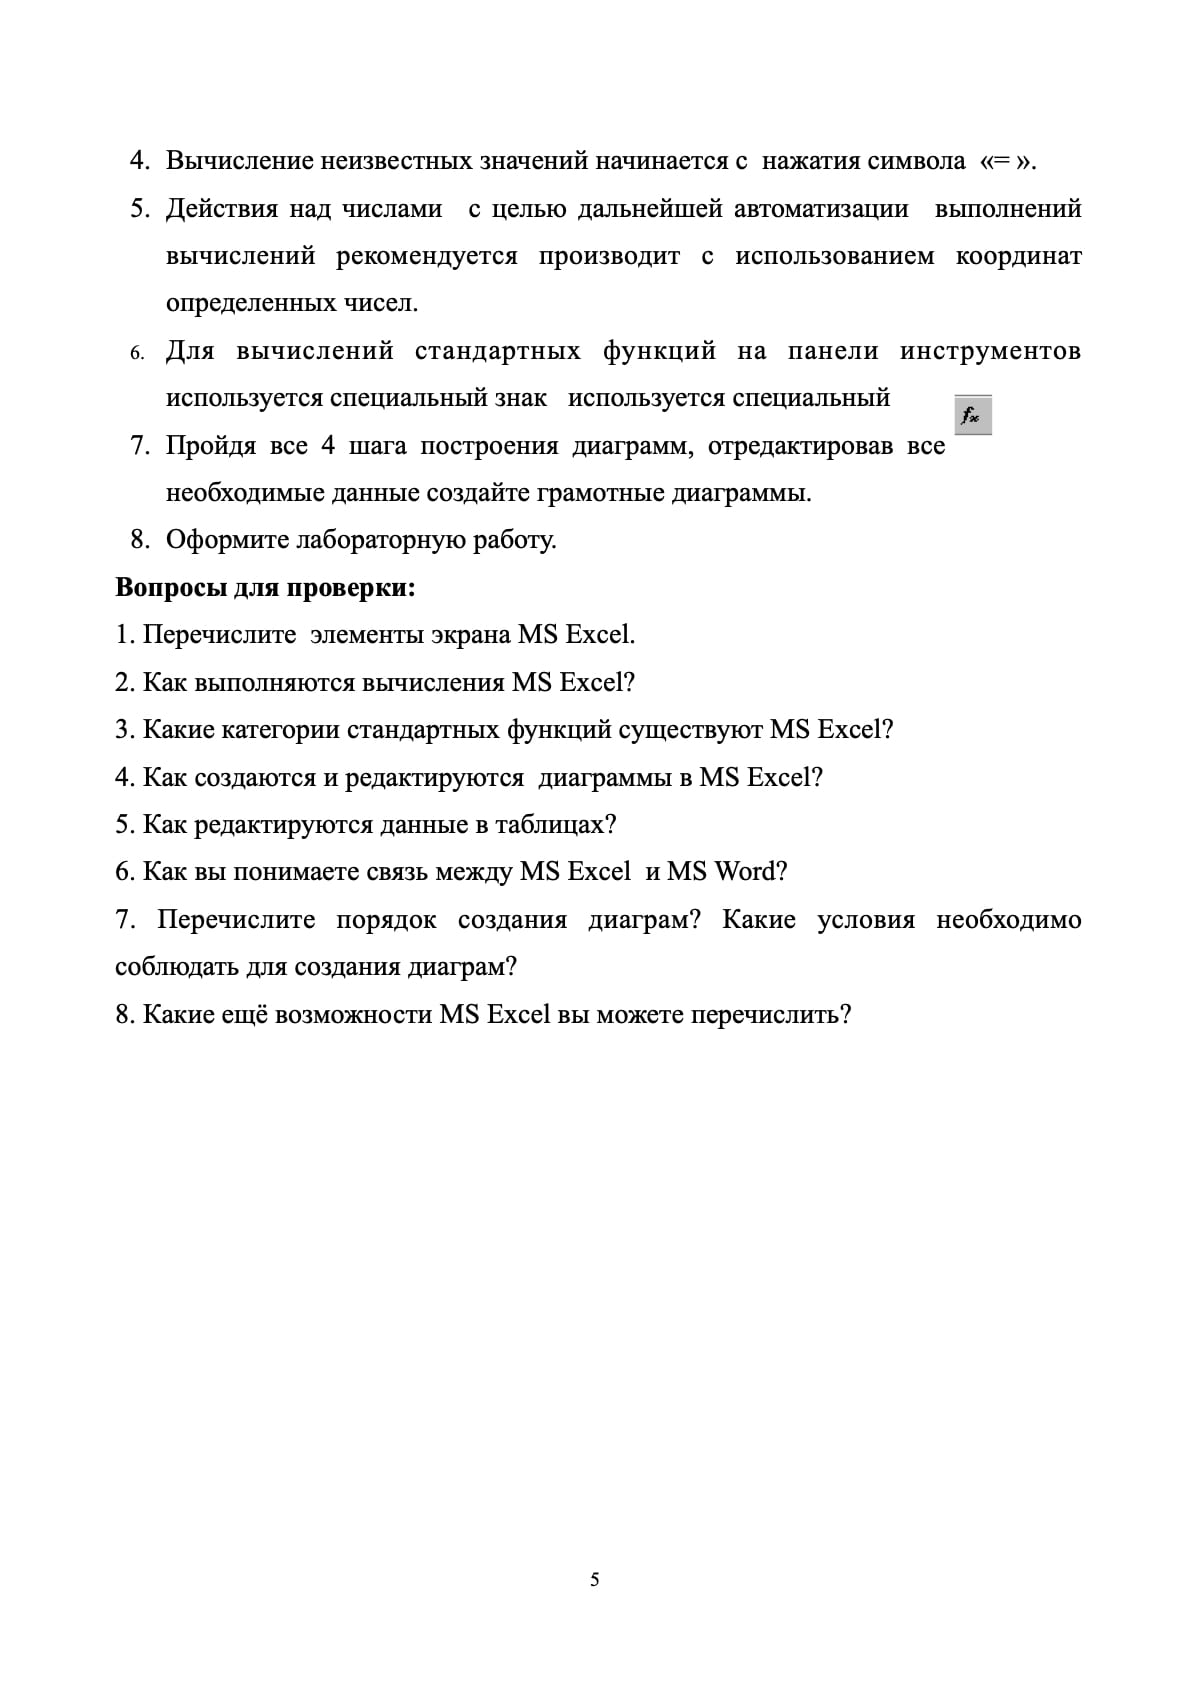 4. Вычисление неизвестных значений начинается с нажатия символа «= ».
5. Действия над числами с целью дальнейшей автоматизации выполнений
вычислений рекомендуется производит с использованием координат
определенных чисел.
6. Для вычислений стандартных функций на панели инструментов
используется специальный знак используется специальный
fx
7. Пройдя все 4 шага построения диаграмм, отредактировав все
необходимые данные создайте грамотные диаграммы.
8. Оформите лабораторную работу.
Вопросы для проверки:
1. Перечислите элементы экрана MS Excel.
2. Как выполняются вычисления MS Excel?
3. Какие категории стандартных функций существуют MS Excel?
4. Как создаются и редактируются диаграммы в MS Excel?
5. Как редактируются данные в таблицах?
6. Как вы понимаете связь между MS Excel и MS Word?
7. Перечислите порядок создания диаграм? Какие условия необходимо
соблюдать для создания диаграм?
8. Какие ещё возможности MS Excel вы можете перечислить?
5